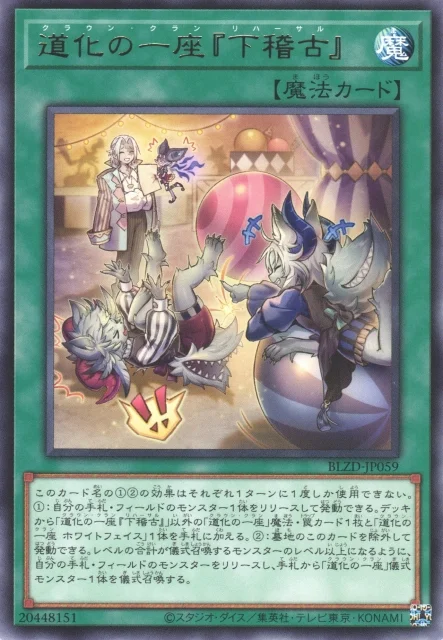 クラウン・クラン リハーサル
道化の一座『下稽古』
魔
【魔法カード】
BLZD-JP059
このカード名の①②の効果はそれぞれ1ターンに1度しか使用できない。
①：自分の手札・フィールドのモンスター1体をリリースして発動できる。デッキ
から「道化の一座『下稽古』」以外の「道化の一座」魔法・罠カード1枚と「道化の
一座 ホワイトフェイス」1体を手札に加える。②：墓地のこのカードを除外して
発動できる。レベルの合計が儀式召喚するモンスターのレベル以上になるように、
自分の手札・フィールドのモンスターをリリースし、手札から「道化の一座」儀式
モンスター1体を儀式召喚する。
20448151
©スタジオ・ダイス／集英社・テレビ東京・KONAMI